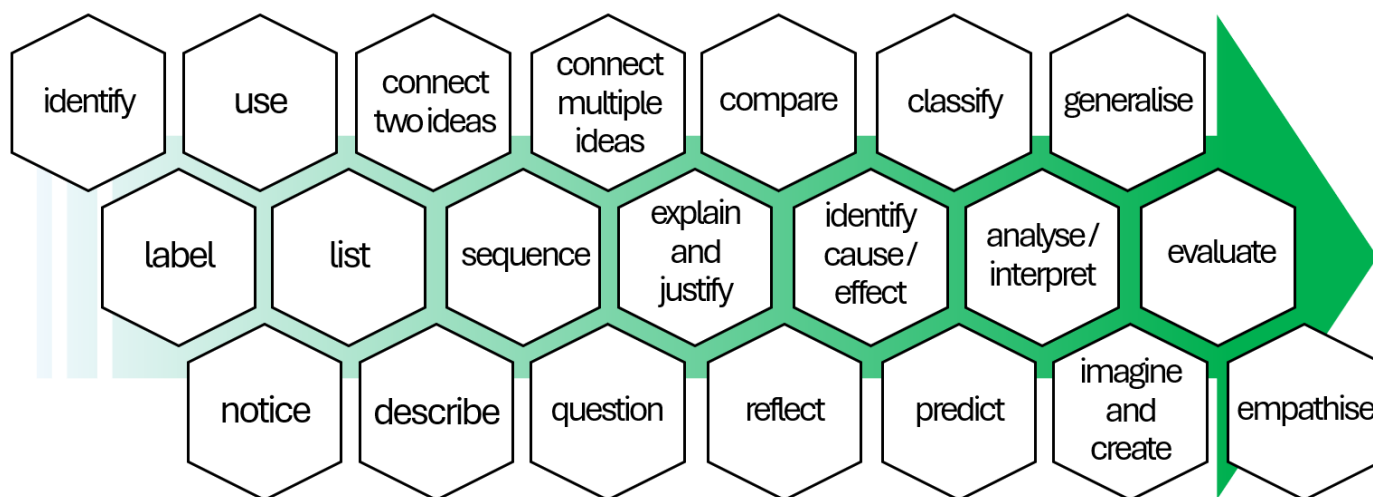 identify
use
connect
two ideas
connect
multiple
ideas
compare
classify
generalise
label
list
sequence
explain
and
justify
identify
cause /
effect
analyse /
interpret
evaluate
notice
describe
question
reflect
predict
imagine
and
create
empathise